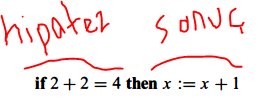 hipotez sonuç
if 2 + 2 = 4 then x := x + 1